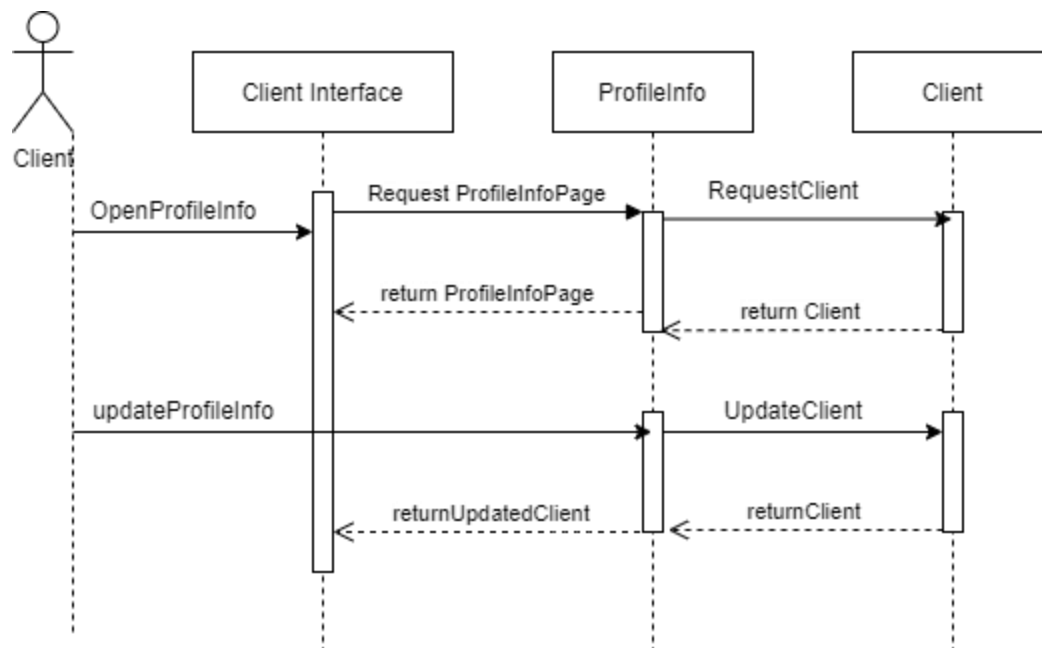 Client Interface
ProfileInfo
Client
Client
Request ProfileInfoPage
RequestClient
OpenProfileInfo
return ProfileInfoPage
return Client
updateProfileInfo
UpdateClient
returnUpdatedClient
returnClient